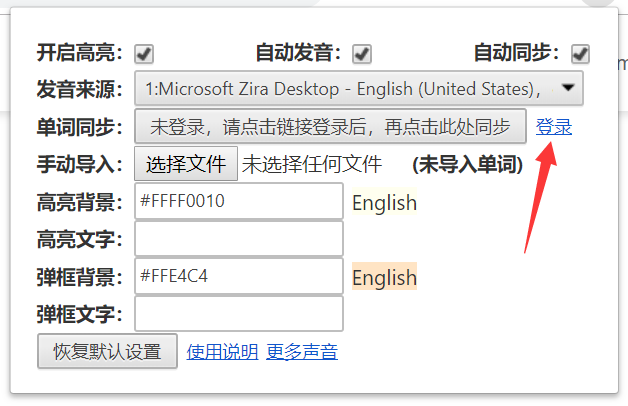 开启高亮： 自动发音： 自动同步：
发音来源： 1:Microsoft Zira Desktop - English (United States),
单词同步： 未登录，请点击链接登录后，再点击此处同步 登录
手动导入： 选择文件 未选择任何文件 (未导入单词)
高亮背景： #FFFF0010 English
高亮文字：
弹框背景： #FFE4C4 English
弹框文字：
恢复默认设置 使用说明 更多声音